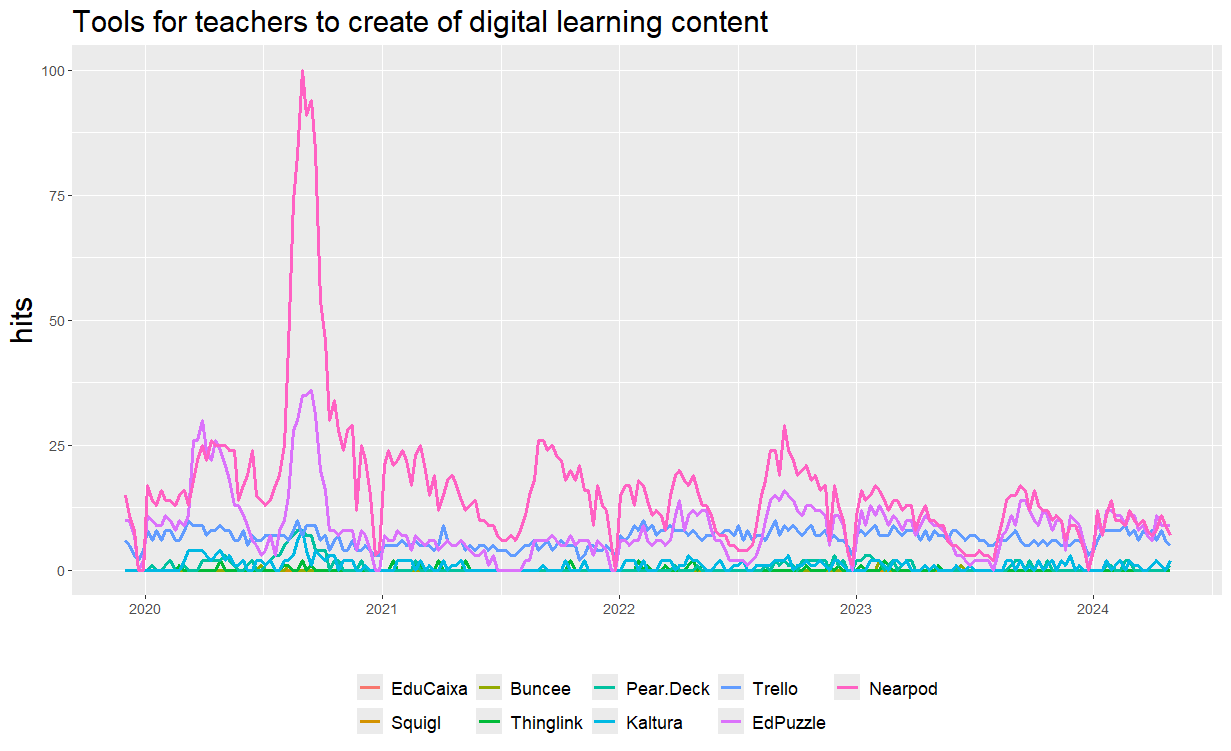 Tools for teachers to create of digital learning content
100
75
50
25
0
hits
2020 2021 2022 2023 2024
EduCaixa Buncee Pear.Deck Trello Nearpod
Squigl Thinglink Kaltura EdPuzzle